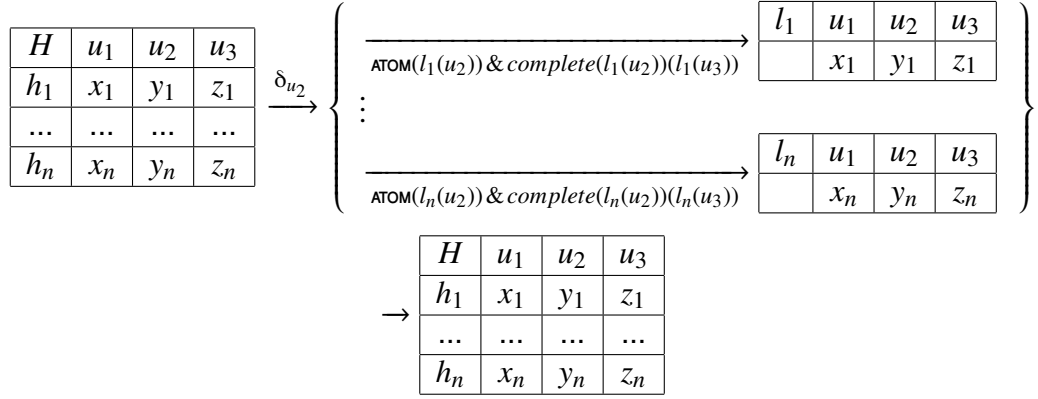 H u₁ u₂ u₃
h₁ x₁ y₁ z₁
... ... ... ...
hₙ xₙ yₙ zₙ
δ_{u₂} →
{
→ ATOM(l₁(u₂)) & complete(l₁(u₂))(l₁(u₃))
l₁ u₁ u₂ u₃
x₁ y₁ z₁
⋮
→ ATOM(lₙ(u₂)) & complete(lₙ(u₂))(lₙ(u₃))
lₙ u₁ u₂ u₃
xₙ yₙ zₙ
}
→
H u₁ u₂ u₃
h₁ x₁ y₁ z₁
... ... ... ...
hₙ xₙ yₙ zₙ